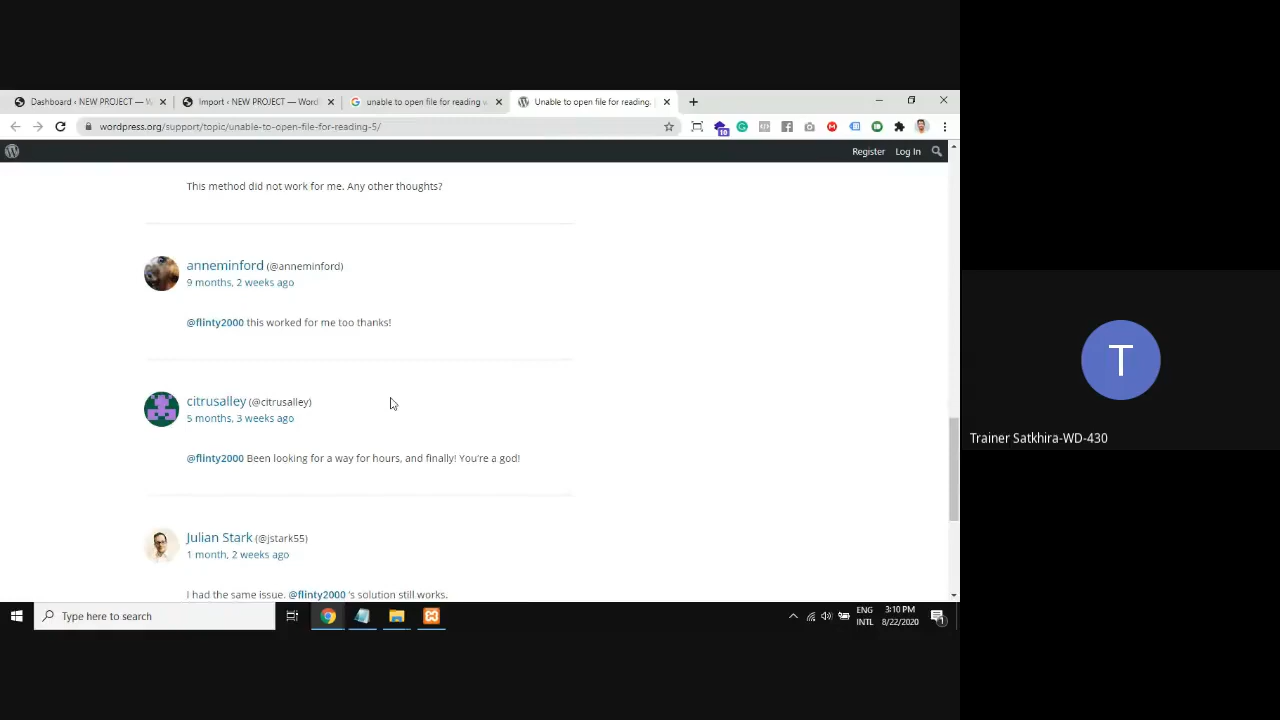 Dashboard ‹ NEW PROJECT — W
Import ‹ NEW PROJECT — Word
unable to open file for reading w
Unable to open file for reading.
wordpress.org/support/topic/unable-to-open-file-for-reading-5/
10
Register
Log In
This method did not work for me. Any other thoughts?
anneminford (@anneminford)
9 months, 2 weeks ago
@flinty2000 this worked for me too thanks!
citrusalley (@citrusalley)
5 months, 3 weeks ago
@flinty2000 Been looking for a way for hours, and finally! You’re a god!
Julian Stark (@jstark55)
1 month, 2 weeks ago
I had the same issue. @flinty2000 ‘s solution still works.
Type here to search
ENG
INTL
3:10 PM
8/22/2020
1
T
Trainer Satkhira-WD-430